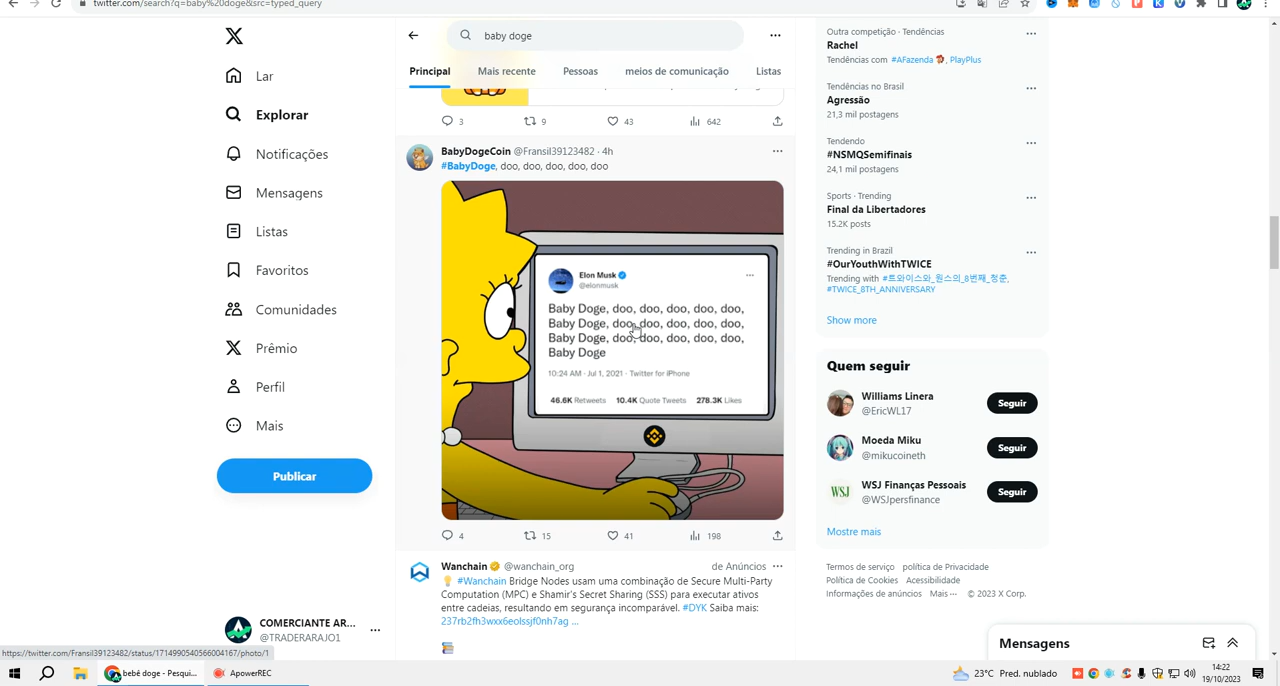 twitter.com/search?q=baby%20doge&src=typed_query
baby doge
Principal
Mais recente
Pessoas
meios de comunicação
Listas
Lar
Explorar
Notificações
Mensagens
Listas
Favoritos
Comunidades
Prêmio
Perfil
Mais
Publicar
COMERCIANTE AR...
@TRADERARAJO1
3
9
43
642
BabyDogeCoin @Fransil39123482 · 4h
#BabyDoge, doo, doo, doo, doo, doo
Elon Musk
@elonmusk
Baby Doge, doo, doo, doo, doo, doo,
Baby Doge, doo, doo, doo, doo, doo,
Baby Doge, doo, doo, doo, doo, doo,
Baby Doge
10:24 AM · Jul 1, 2021 · Twitter for iPhone
46.6K Retweets 10.4K Quote Tweets 278.3K Likes
4
15
41
198
Wanchain @wanchain_org
de Anúncios
#Wanchain Bridge Nodes usam uma combinação de Secure Multi-Party
Computation (MPC) e Shamir's Secret Sharing (SSS) para executar ativos
entre cadeias, resultando em segurança incomparável. #DYK Saiba mais:
237rb2fh3wxx6eolssjf0nh7ag ...
Outra competição · Tendências
Rachel
Tendências com #AFazenda, PlayPlus
Tendências no Brasil
Agressão
21,3 mil postagens
Tendendo
#NSMQSemifinais
24,1 mil postagens
Sports · Trending
Final da Libertadores
15.2K posts
Trending in Brazil
#OurYouthWithTWICE
Trending with #트와이스와_원스의_8번째_청춘,
#TWICE_8TH_ANNIVERSARY
Show more
Quem seguir
Williams Linera
@EricWL17
Seguir
Moeda Miku
@mikucoineth
Seguir
WSJ
WSJ Finanças Pessoais
@WSJpersfinance
Seguir
Mostre mais
Termos de serviço política de Privacidade
Política de Cookies Acessibilidade
Informações de anúncios Mais ··· © 2023 X Corp.
Mensagens
https://twitter.com/Fransil39123482/status/1714990540566004167/photo/1
bebê doge - Pesqui...
ApowerREC
23°C Pred. nublado
14:22
19/10/2023